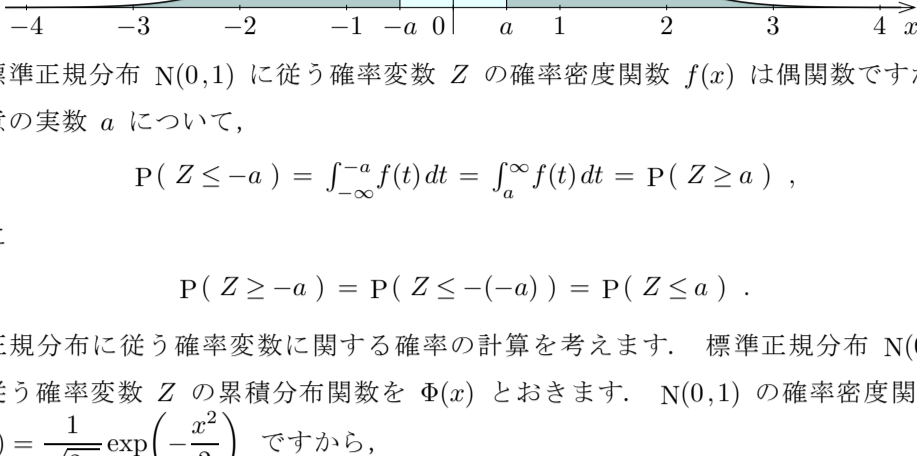 −4 −3 −2 −1 −a 0 a 1 2 3 4 x
標準正規分布 N(0,1) に従う確率変数 Z の確率密度関数 f(x) は偶関数ですか
の実数 a について,
P( Z ≤ −a ) = ∫_{−∞}^{−a} f(t) dt = ∫_{a}^{∞} f(t) dt = P( Z ≥ a ) ,
P( Z ≥ −a ) = P( Z ≤ −(−a) ) = P( Z ≤ a ) .
正規分布に従う確率変数に関する確率の計算を考えます. 標準正規分布 N(0
従う確率変数 Z の累積分布関数を Φ(x) とおきます. N(0,1) の確率密度関
) = 1/√ exp(−x²/2) ですから,